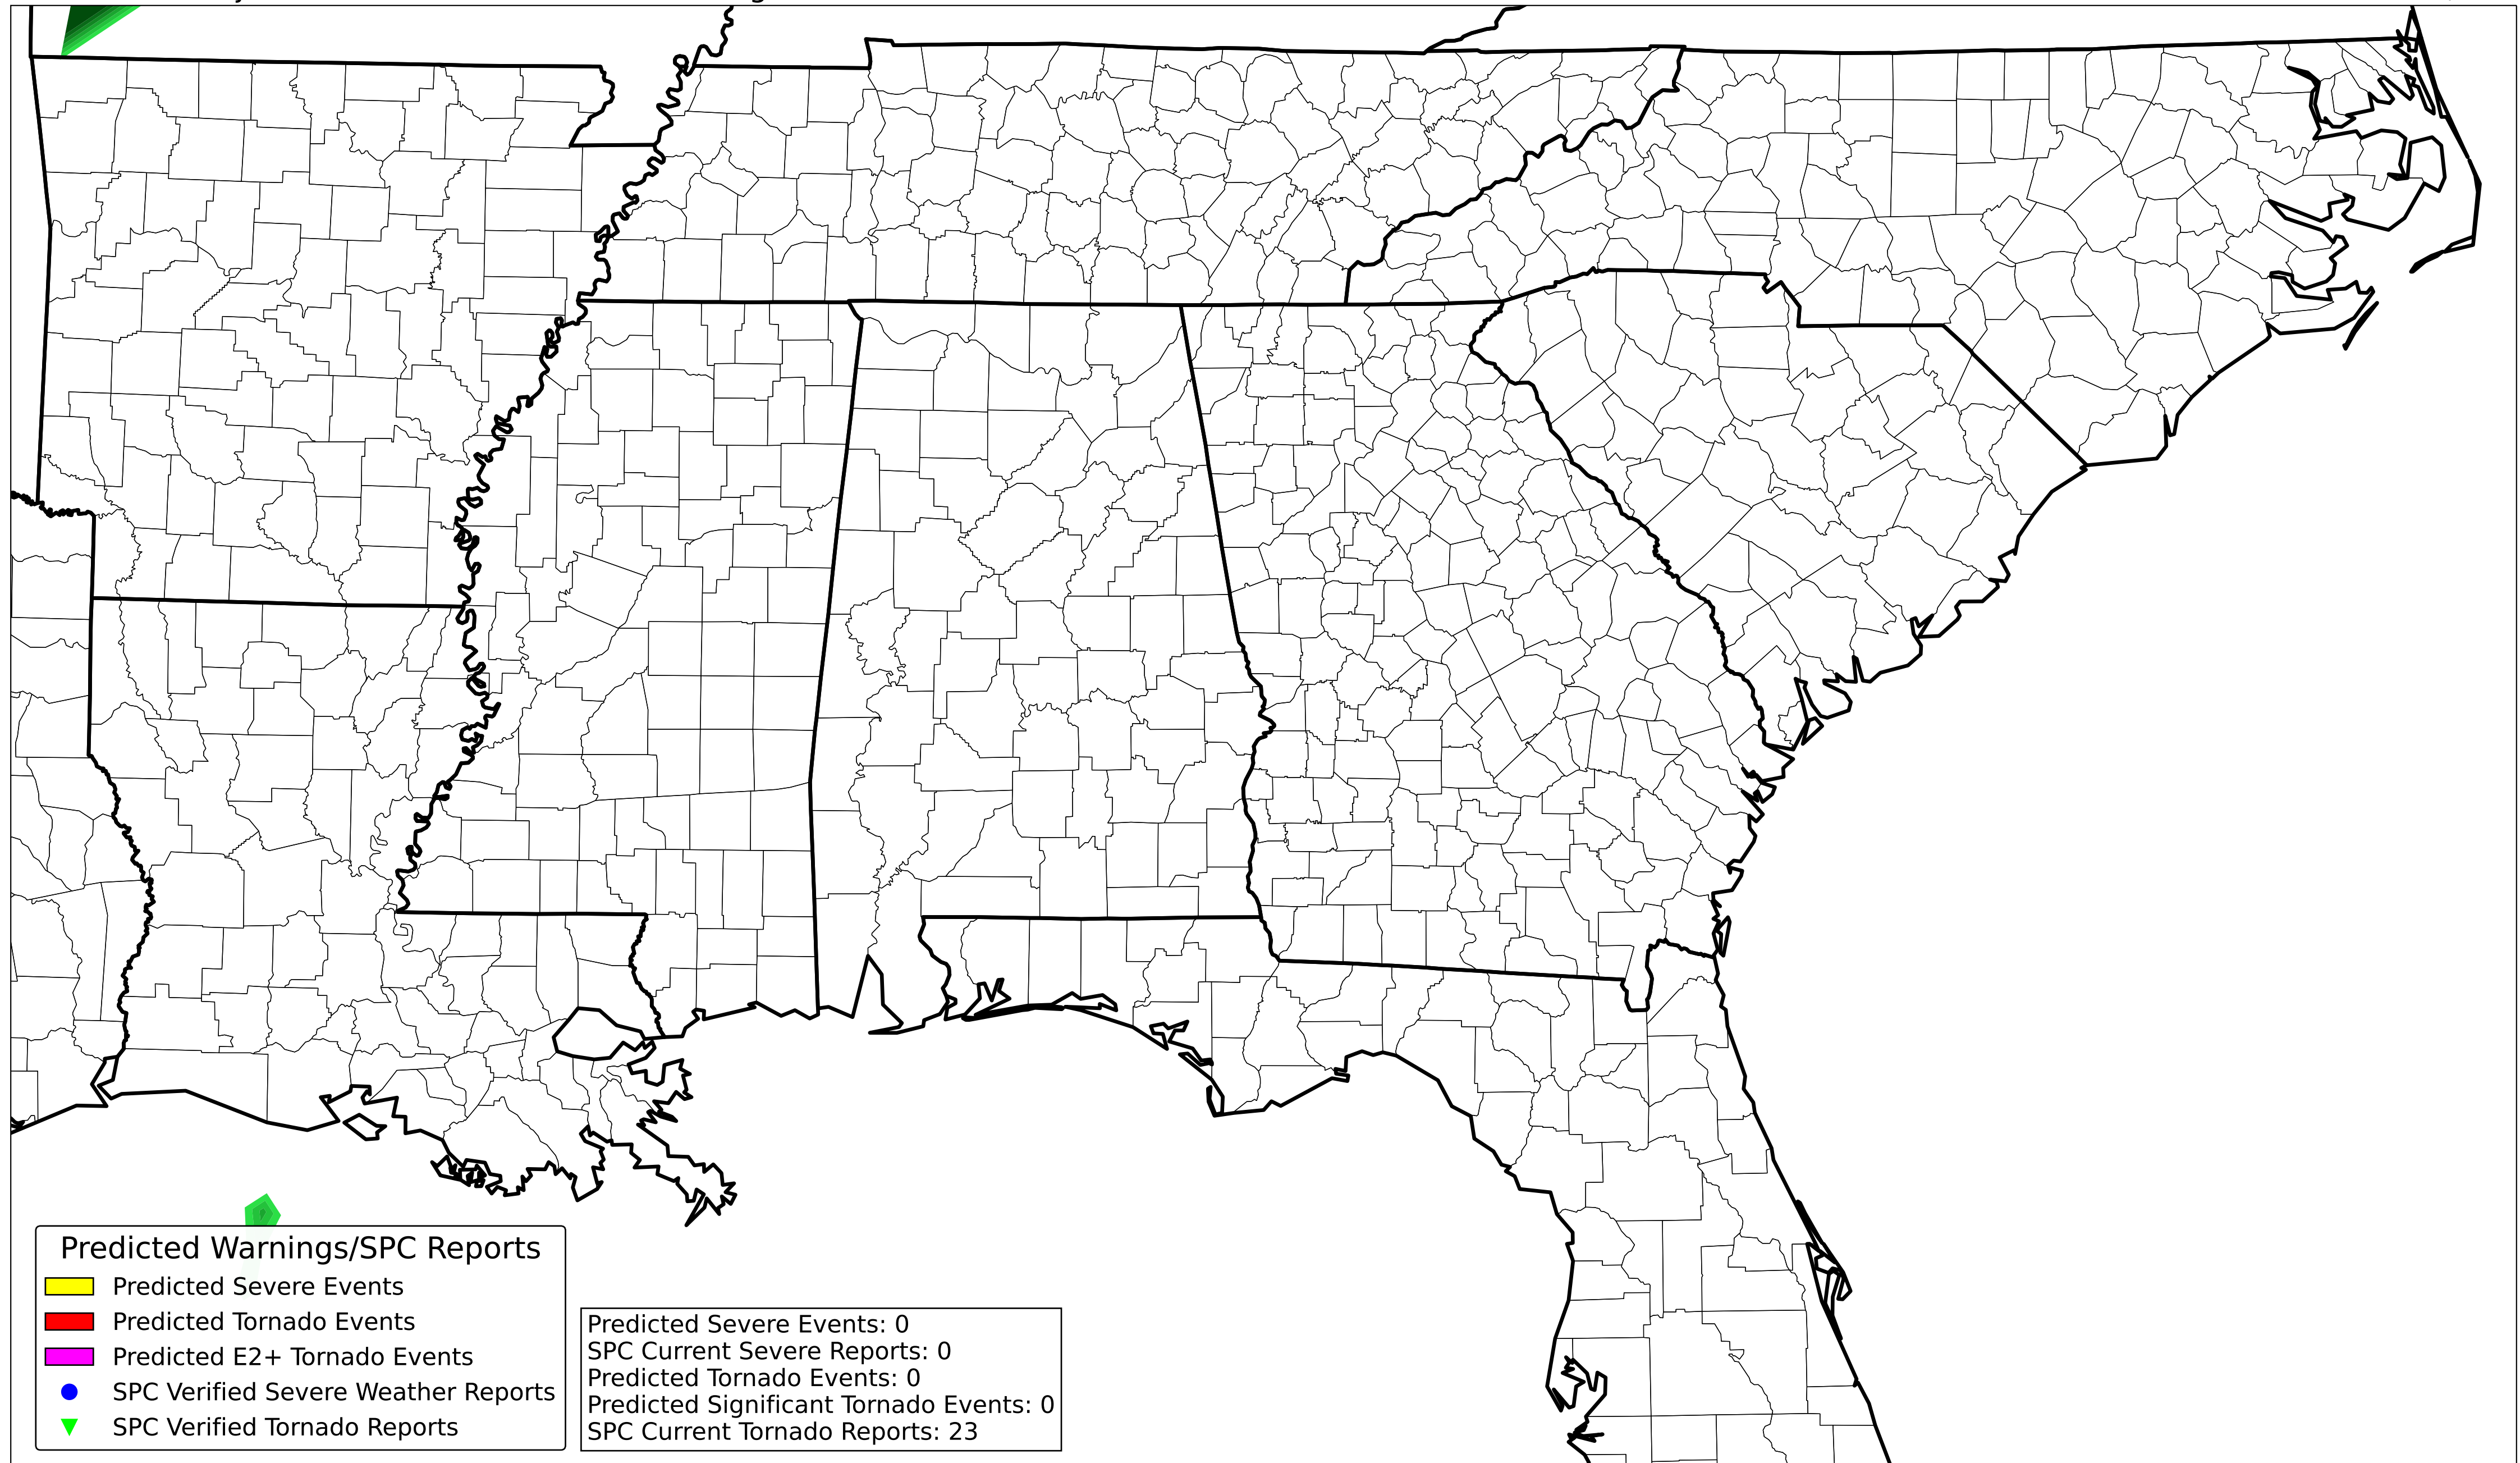 Predicted Warnings/SPC Reports
Predicted Severe Events
Predicted Tornado Events
Predicted E2+ Tornado Events
SPC Verified Severe Weather Reports
SPC Verified Tornado Reports
Predicted Severe Events: 0
SPC Current Severe Reports: 0
Predicted Tornado Events: 0
Predicted Significant Tornado Events: 0
SPC Current Tornado Reports: 23